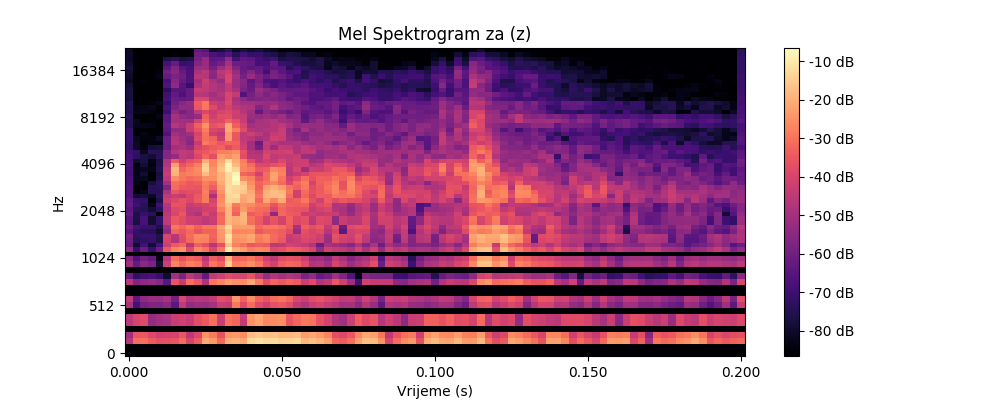 Mel Spektrogram za (z)
Hz
16384
8192
4096
2048
1024
512
0
0.000 0.050 0.100 0.150 0.200
Vrijeme (s)
-10 dB
-20 dB
-30 dB
-40 dB
-50 dB
-60 dB
-70 dB
-80 dB